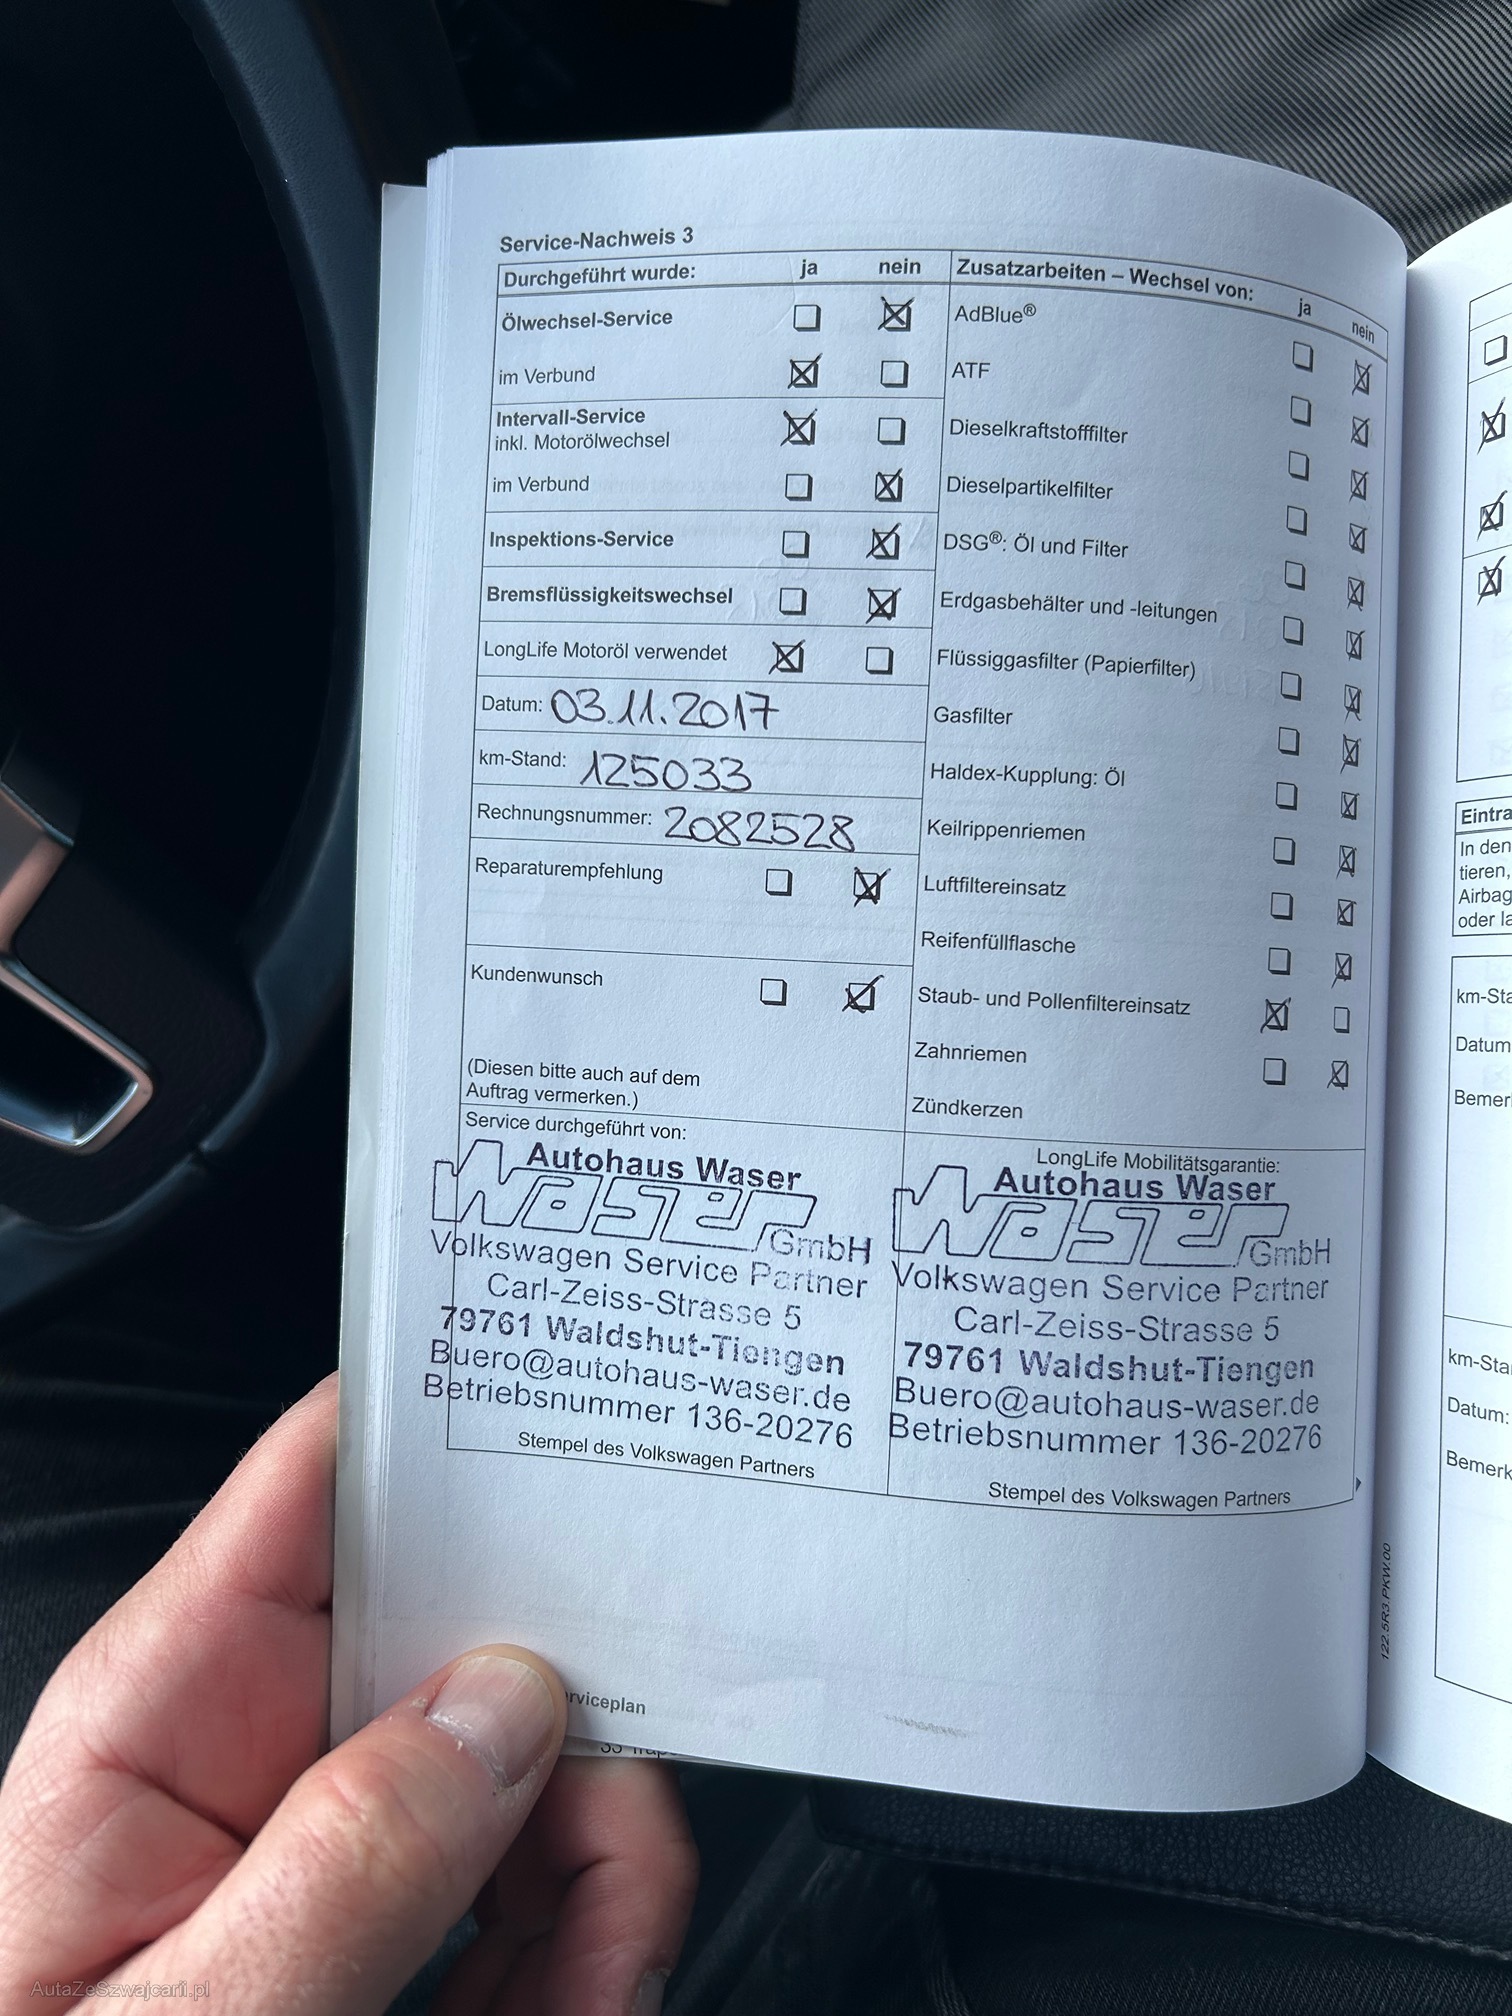 Service-Nachweis 3
Durchgeführt wurde: ja nein
Ölwechsel-Service
im Verbund
Intervall-Service
inkl. Motorölwechsel
im Verbund
Inspektions-Service
Bremsflüssigkeitswechsel
LongLife Motoröl verwendet
Datum: 03.11.2017
km-Stand: 125033
Rechnungsnummer: 2082528
Reparaturempfehlung
Kundenwunsch
(Diesen bitte auch auf dem
Auftrag vermerken.)
Service durchgeführt von:
Autohaus Waser
Waser GmbH
Volkswagen Service Partner
Carl-Zeiss-Strasse 5
79761 Waldshut-Tiengen
Buero@autohaus-waser.de
Betriebsnummer 136-20276
Stempel des Volkswagen Partners
Zusatzarbeiten – Wechsel von: ja nein
AdBlue®
ATF
Dieselkraftstofffilter
Dieselpartikelfilter
DSG®: Öl und Filter
Erdgasbehälter und -leitungen
Flüssiggasfilter (Papierfilter)
Gasfilter
Haldex-Kupplung: Öl
Keilrippenriemen
Luftfiltereinsatz
Reifenfüllflasche
Staub- und Pollenfiltereinsatz
Zahnriemen
Zündkerzen
LongLife Mobilitätsgarantie:
Autohaus Waser
Waser GmbH
Volkswagen Service Partner
Carl-Zeiss-Strasse 5
79761 Waldshut-Tiengen
Buero@autohaus-waser.de
Betriebsnummer 136-20276
Stempel des Volkswagen Partners
122.5R3.PKW.00
rviceplan
Eintra
In den
tieren,
Airbag
oder la
km-Sta
Datum
Bemer
km-Sta
Datum:
Bemerk
AutaZeSzwajcarii.pl